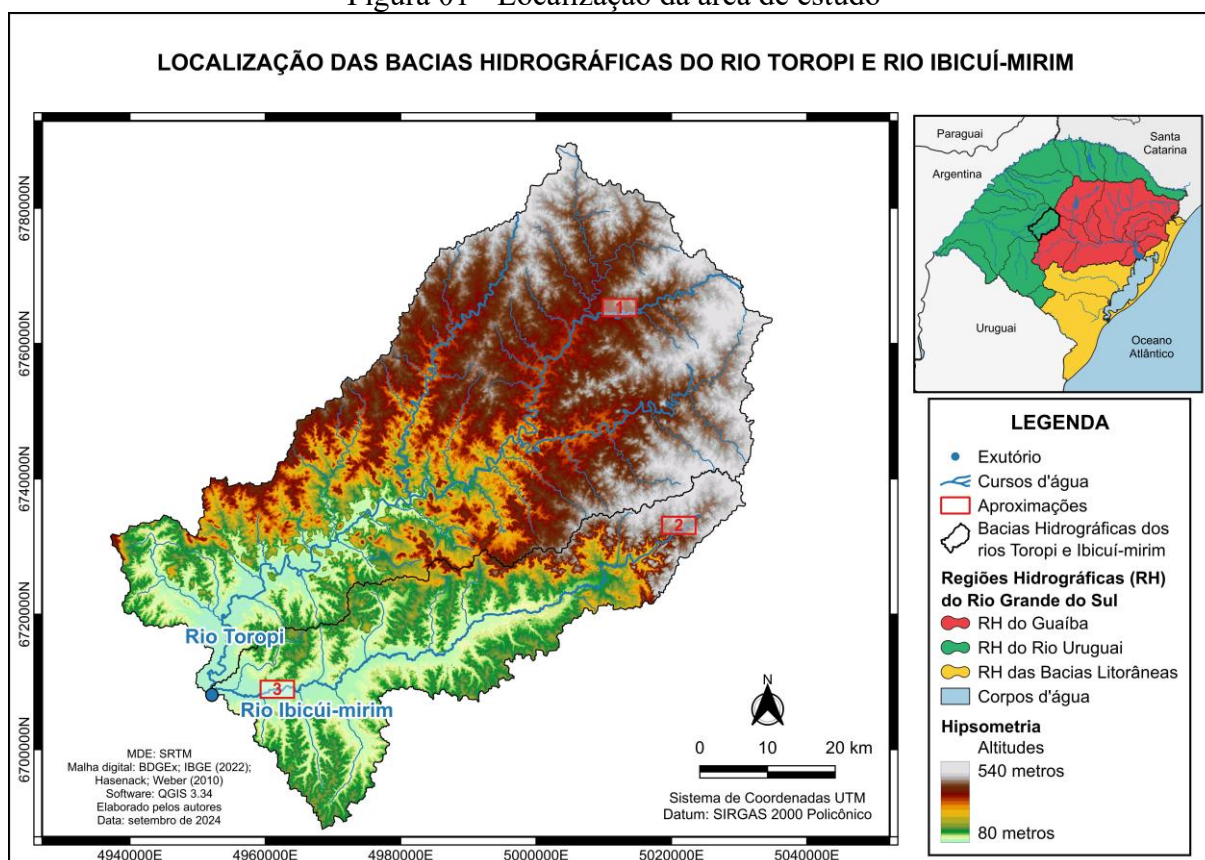 Figura 01 - Localização da área de estudo
LOCALIZAÇÃO DAS BACIAS HIDROGRÁFICAS DO RIO TOROPI E RIO IBICUÍ-MIRIM
6780000N
6760000N
6740000N
6720000N
6700000N
1
2
3
Rio Toropi
Rio Ibicúi-mirim
MDE: SRTM
Malha digital: BDGEx; IBGE (2022);
Hasenack; Weber (2010)
Software: QGIS 3.34
Elaborado pelos autores
Data: setembro de 2024
N
0 10 20 km
Sistema de Coordenadas UTM
Datum: SIRGAS 2000 Policônico
4940000E 4960000E 4980000E 5000000E 5020000E 5040000E
Paraguai
Santa
Catarina
Argentina
Uruguai
Oceano
Atlântico
LEGENDA
Exutório
Cursos d'água
Aproximações
Bacias Hidrográficas dos
rios Toropi e Ibicuí-mirim
Regiões Hidrográficas (RH)
do Rio Grande do Sul
RH do Guaíba
RH do Rio Uruguai
RH das Bacias Litorâneas
Corpos d'água
Hipsometria
Altitudes
540 metros
80 metros